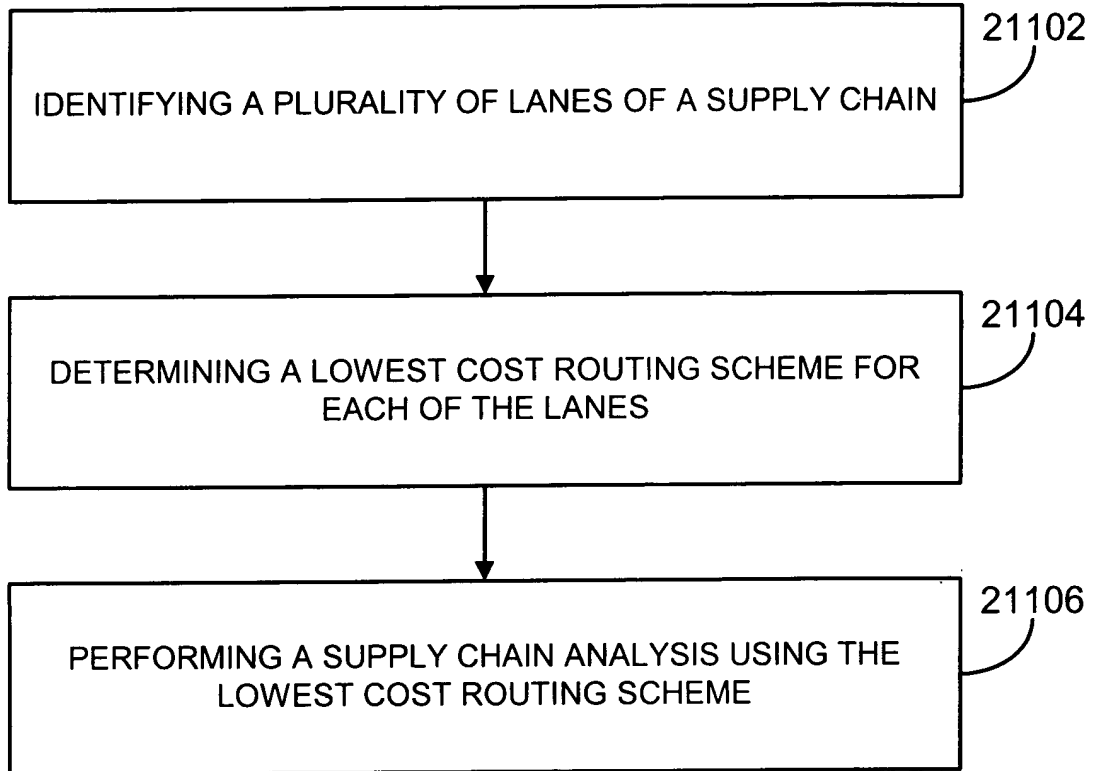 21102
IDENTIFYING A PLURALITY OF LANES OF A SUPPLY CHAIN
21104
DETERMINING A LOWEST COST ROUTING SCHEME FOR
EACH OF THE LANES
21106
PERFORMING A SUPPLY CHAIN ANALYSIS USING THE
LOWEST COST ROUTING SCHEME